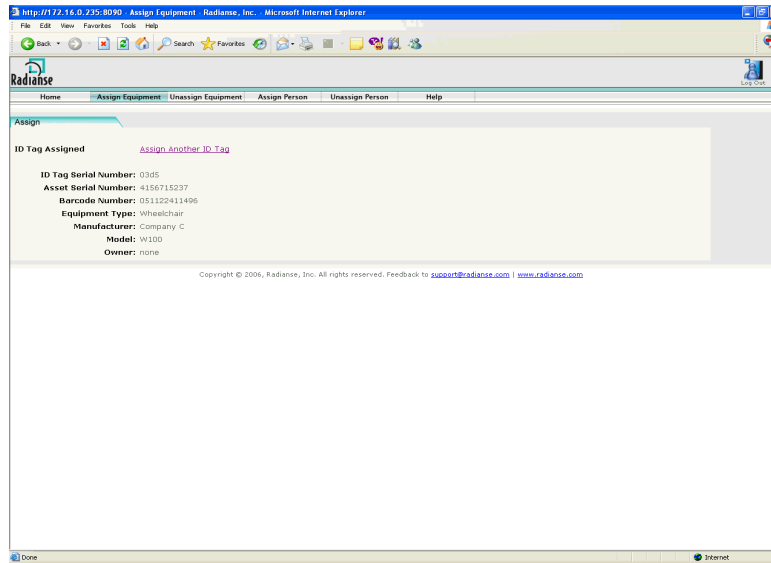 http://172.16.0.235:8090 - Assign Equipment - Radianse, Inc. - Microsoft Internet Explorer
File Edit View Favorites Tools Help
Back Search Favorites
Radianse
Log Out
Home Assign Equipment Unassign Equipment Assign Person Unassign Person Help
Assign
ID Tag Assigned Assign Another ID Tag
ID Tag Serial Number: 03d5
Asset Serial Number: 4156715237
Barcode Number: 051122411496
Equipment Type: Wheelchair
Manufacturer: Company C
Model: W100
Owner: none
Copyright © 2006, Radianse, Inc. All rights reserved. Feedback to support@radianse.com | www.radianse.com
Done Internet